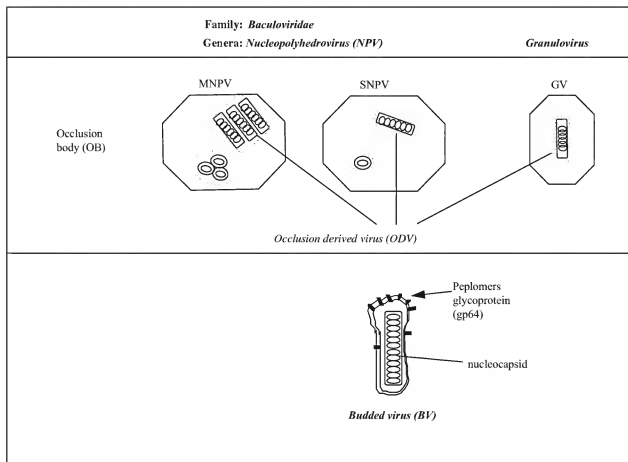 Family: Baculoviridae
Genera: Nucleopolyhedrovirus (NPV) Granulovirus
MNPV SNPV GV
Occlusion
body (OB)
Occlusion derived virus (ODV)
Peplomers
glycoprotein
(gp64)
nucleocapsid
Budded virus (BV)